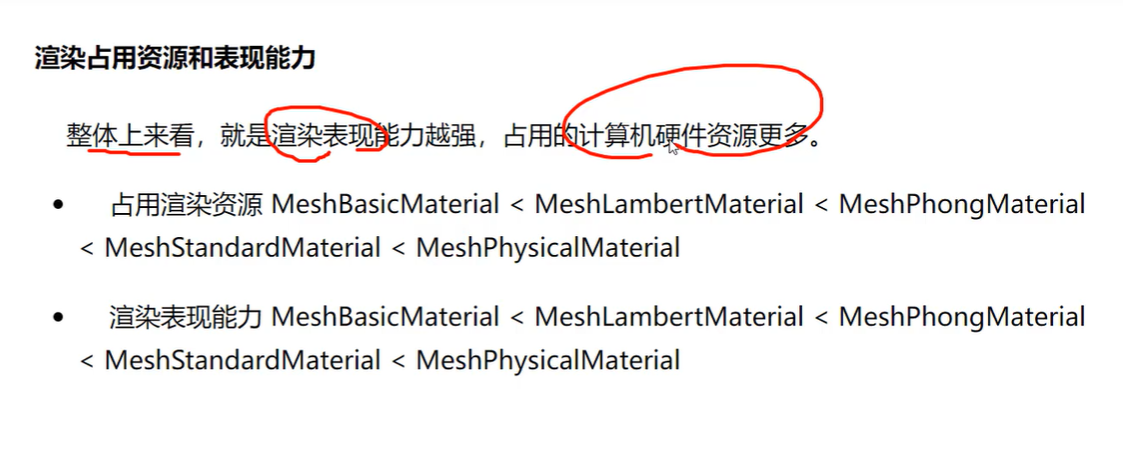 渲染占用资源和表现能力
整体上来看，就是渲染表现能力越强，占用的计算机硬件资源更多。
• 占用渲染资源 MeshBasicMaterial < MeshLambertMaterial < MeshPhongMaterial
< MeshStandardMaterial < MeshPhysicalMaterial
• 渲染表现能力 MeshBasicMaterial < MeshLambertMaterial < MeshPhongMaterial
< MeshStandardMaterial < MeshPhysicalMaterial